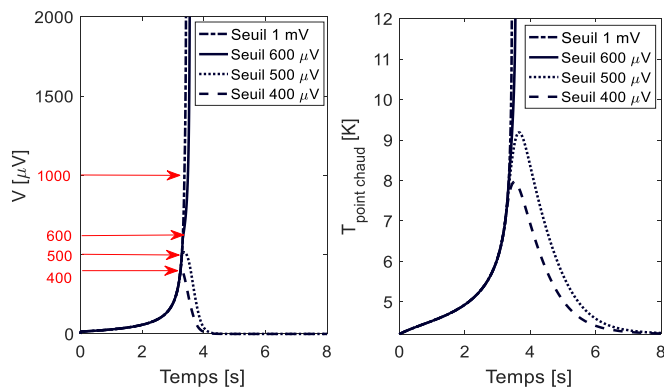 2000
1500
1000
600
500
400
0
V [μV]
0 2 4 6 8
Temps [s]
Seuil 1 mV
Seuil 600 μV
Seuil 500 μV
Seuil 400 μV
12
11
10
9
8
7
6
5
T point chaud [K]
0 2 4 6 8
Temps [s]
Seuil 1 mV
Seuil 600 μV
Seuil 500 μV
Seuil 400 μV